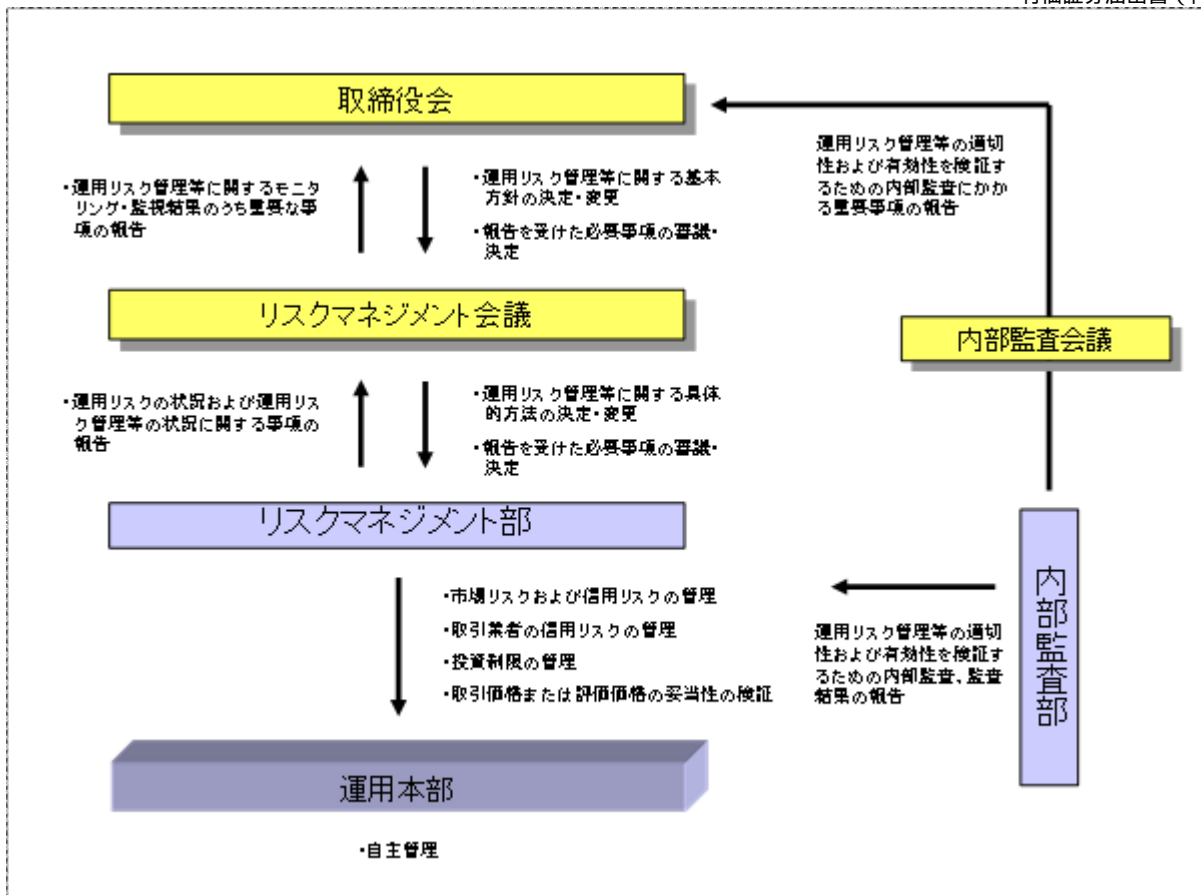 取締役会
・運用リスク管理等に関するモニタ
リング・監視結果のうち重要な事
項の報告
・運用リスク管理等に関する基本
方針の決定・変更
・報告を受けた必要事項の審議・
決定
運用リスク管理等の適切
性および有効性を検証す
るための内部監査にかか
る重要事項の報告
リスクマネジメント会議
内部監査会議
・運用リスクの状況および運用リス
ク管理等の状況に関する事項の
報告
・運用リスク管理等に関する具体
的方法の決定・変更
・報告を受けた必要事項の審議・
決定
リスクマネジメント部
内部監査部
・市場リスクおよび信用リスクの管理
・取引業者の信用リスクの管理
・投資制限の管理
・取引価格または評価価格の妥当性の検証
運用リスク管理等の適切
性および有効性を検証す
るための内部監査、監査
結果の報告
運用本部
・自主管理